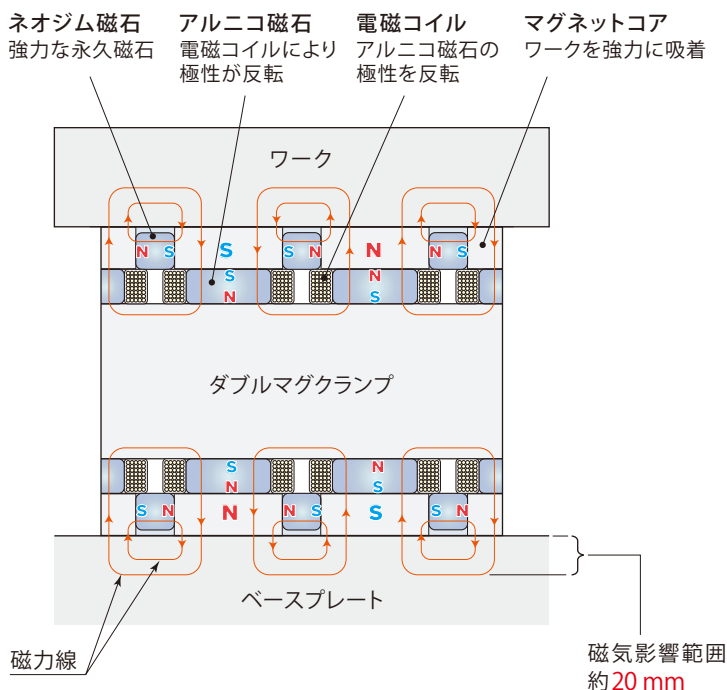 ネオジム磁石
強力な永久磁石
アルニコ磁石
電磁コイルにより
極性が反転
電磁コイル
アルニコ磁石の
極性を反転
マグネットコア
ワークを強力に吸着
ワーク
N S S S N N N S
S N
N S
ダブルマグクランプ
S N
N S
S N N N S S S N
ベースプレート
磁力線
磁気影響範囲
約20 mm